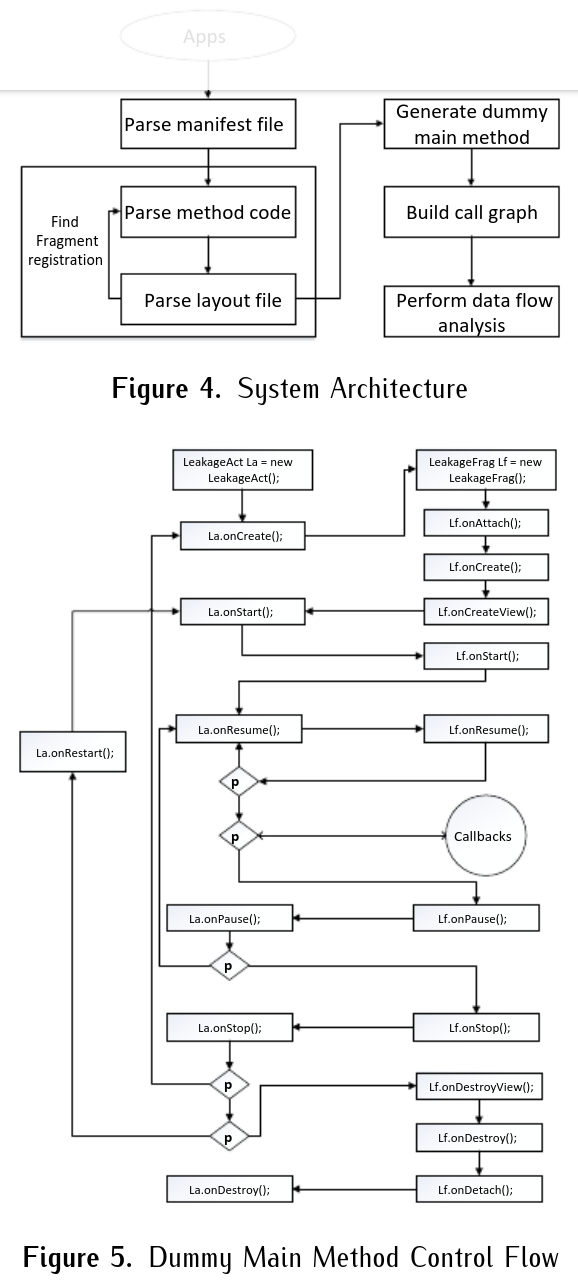 Apps
Parse manifest file
Find
Fragment
registration
Parse method code
Parse layout file
Generate dummy
main method
Build call graph
Perform data flow
analysis
Figure 4. System Architecture
LeakageAct La = new
LeakageAct();
LeakageFrag Lf = new
LeakageFrag();
La.onCreate();
Lf.onAttach();
Lf.onCreate();
La.onStart();
Lf.onCreateView();
Lf.onStart();
La.onResume();
Lf.onResume();
La.onRestart();
p
p
Callbacks
La.onPause();
Lf.onPause();
p
La.onStop();
Lf.onStop();
p
Lf.onDestroyView();
p
Lf.onDestroy();
La.onDestroy();
Lf.onDetach();
Figure 5. Dummy Main Method Control Flow